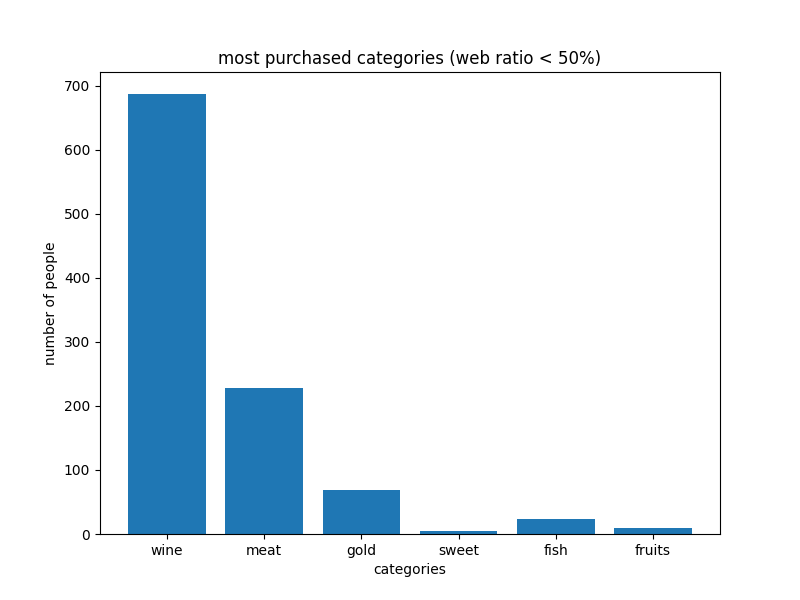 most purchased categories (web ratio < 50%)
700
600
500
400
300
200
100
0
number of people
wine meat gold sweet fish fruits
categories